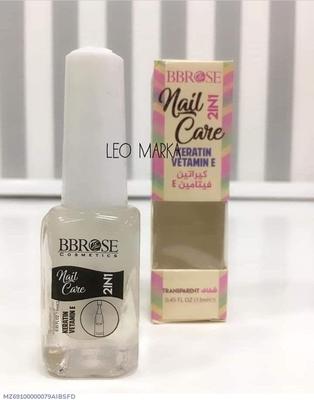 BBROSE
Nail
Care
2IN1
KERATIN
VITAMIN E
كيراتين
فيتامين E
TRANSPARENT شفاف
0.45 FL OZ (13ml)
LEO MARKA
BBROSE
COSMETICS
Nail
Care
2IN1
KERATIN
VITAMIN E
MZ69100000079AIBSFD